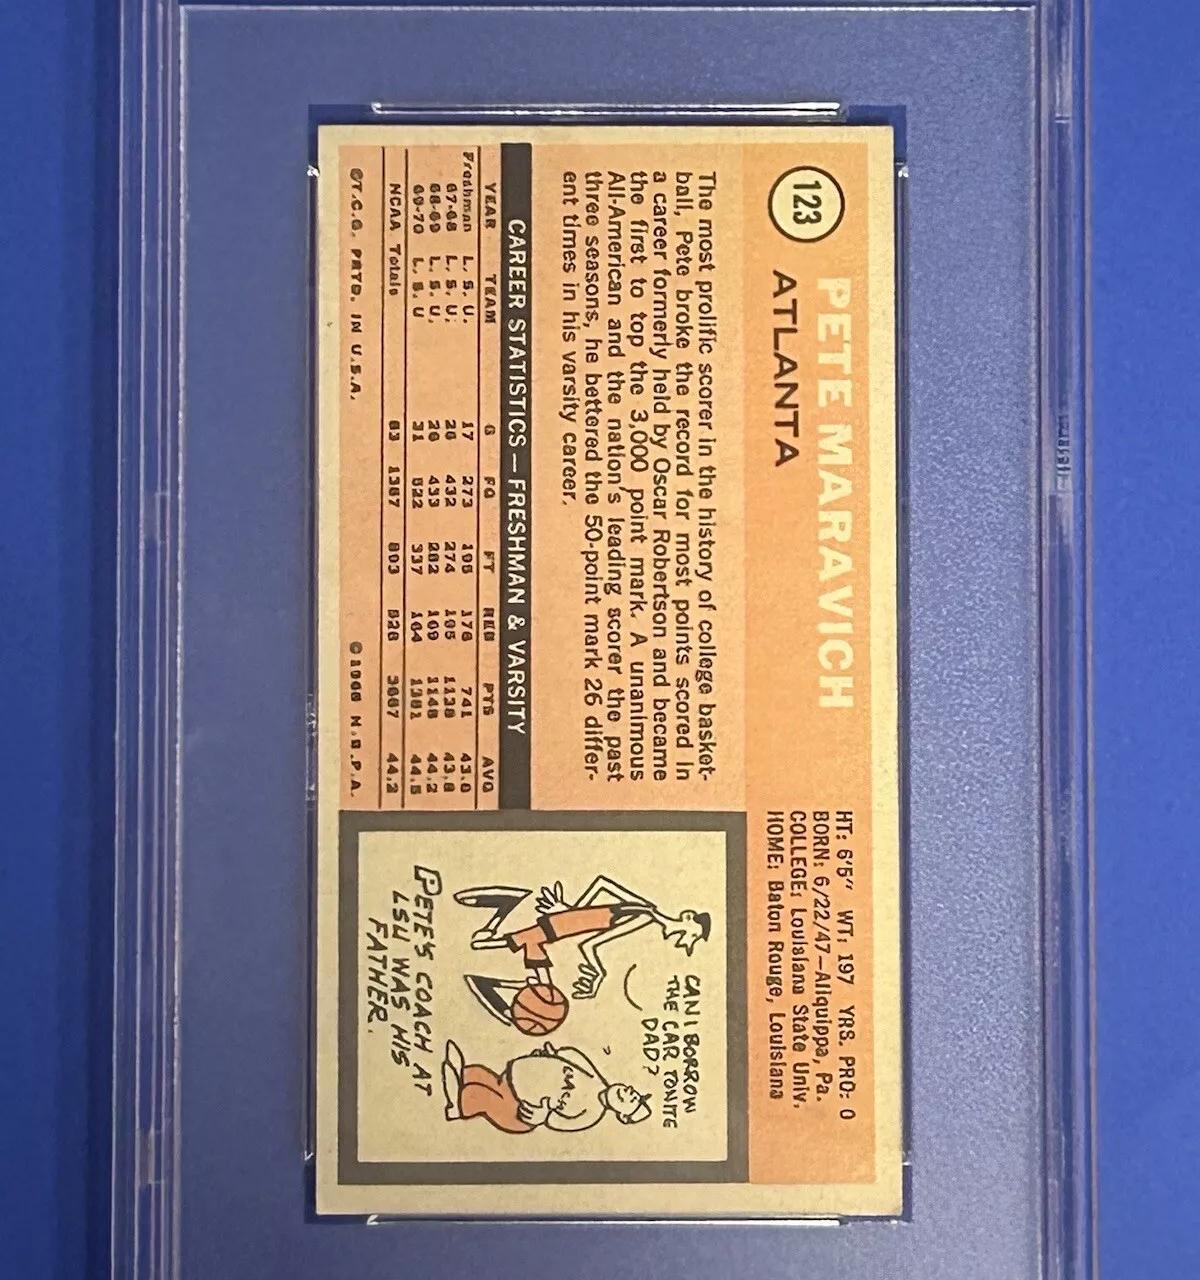 123
PETE MARAVICH
ATLANTA
HT: 6'5" WT: 197 YRS. PRO: 0
BORN: 6/22/47—Aliquippa, Pa.
COLLEGE: Louisiana State Univ.
HOME: Baton Rouge, Louisiana
The most prolific scorer in the history of college basket-
ball, Pete broke the record for most points scored in
a career formerly held by Oscar Robertson and became
the first to top the 3,000 point mark. A unanimous
All-American and the nation's leading scorer the past
three seasons, he bettered the 50-point mark 26 differ-
ent times in his varsity career.
CAREER STATISTICS — FRESHMAN & VARSITY
YEAR TEAM G FG FT REB PTS AVG
Freshman L. S. U. 17 273 195 176 741 43.6
67-68 L. S. U. 26 432 274 195 1138 43.8
68-69 L. S. U. 26 433 282 169 1148 44.2
69-70 L. S. U 31 522 337 164 1381 44.5
NCAA Totals 83 1387 893 528 3667 44.2
©T.C.G. PRTD. IN U.S.A.
© 1968 N.B.P.A.
CAN I BORROW
THE CAR TONITE
DAD?
PETE'S COACH AT
LSU WAS HIS
FATHER.